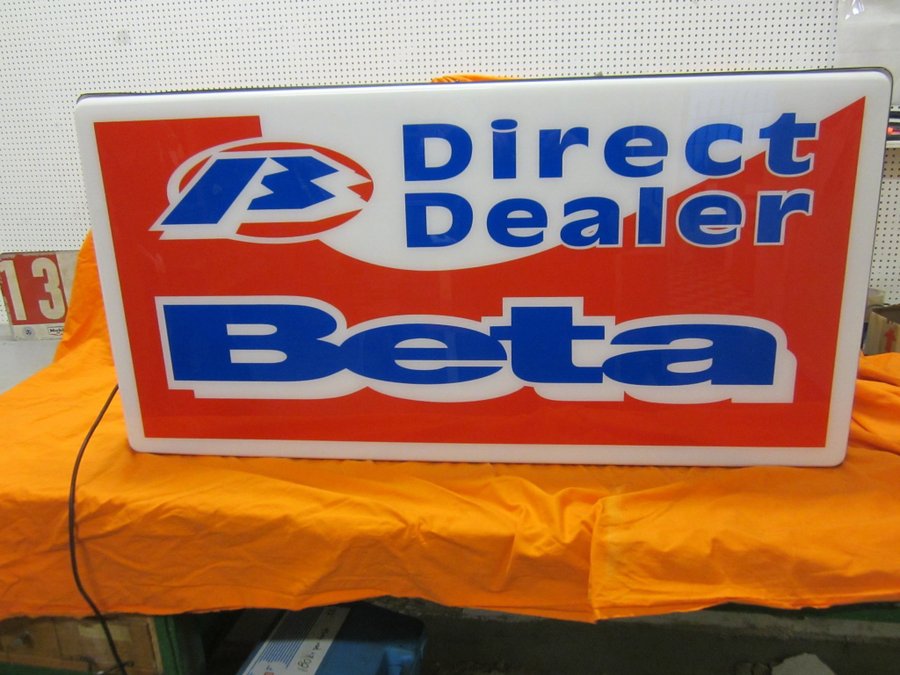 B
Direct
Dealer
Beta
13